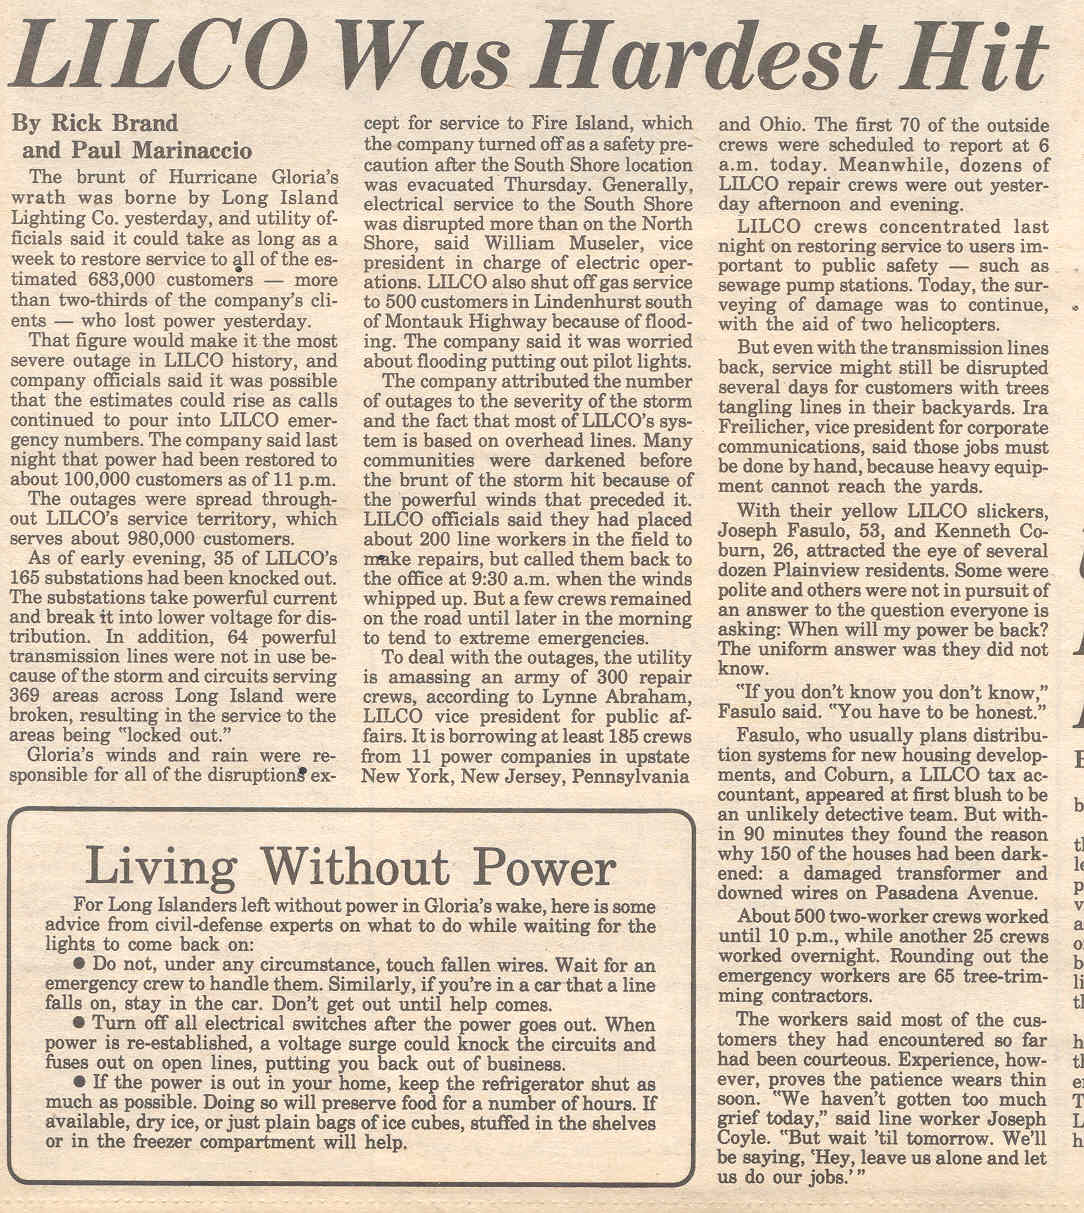 LILCO Was Hardest Hit
By Rick Brand
and Paul Marinaccio
The brunt of Hurricane Gloria's
wrath was borne by Long Island
Lighting Co. yesterday, and utility of-
ficials said it could take as long as a
week to restore service to all of the es-
timated 683,000 customers — more
than two-thirds of the company's cli-
ents — who lost power yesterday.
That figure would make it the most
severe outage in LILCO history, and
company officials said it was possible
that the estimates could rise as calls
continued to pour into LILCO emer-
gency numbers. The company said last
night that power had been restored to
about 100,000 customers as of 11 p.m.
The outages were spread through-
out LILCO's service territory, which
serves about 980,000 customers.
As of early evening, 35 of LILCO's
165 substations had been knocked out.
The substations take powerful current
and break it into lower voltage for dis-
tribution. In addition, 64 powerful
transmission lines were not in use be-
cause of the storm and circuits serving
369 areas across Long Island were
broken, resulting in the service to the
areas being "locked out."
Gloria's winds and rain were re-
sponsible for all of the disruptions ex-
cept for service to Fire Island, which
the company turned off as a safety pre-
caution after the South Shore location
was evacuated Thursday. Generally,
electrical service to the South Shore
was disrupted more than on the North
Shore, said William Museler, vice
president in charge of electric oper-
ations. LILCO also shut off gas service
to 500 customers in Lindenhurst south
of Montauk Highway because of flood-
ing. The company said it was worried
about flooding putting out pilot lights.
The company attributed the number
of outages to the severity of the storm
and the fact that most of LILCO's sys-
tem is based on overhead lines. Many
communities were darkened before
the brunt of the storm hit because of
the powerful winds that preceded it.
LILCO officials said they had placed
about 200 line workers in the field to
make repairs, but called them back to
the office at 9:30 a.m. when the winds
whipped up. But a few crews remained
on the road until later in the morning
to tend to extreme emergencies.
To deal with the outages, the utility
is amassing an army of 300 repair
crews, according to Lynne Abraham,
LILCO vice president for public af-
fairs. It is borrowing at least 185 crews
from 11 power companies in upstate
New York, New Jersey, Pennsylvania
and Ohio. The first 70 of the outside
crews were scheduled to report at 6
a.m. today. Meanwhile, dozens of
LILCO repair crews were out yester-
day afternoon and evening.
LILCO crews concentrated last
night on restoring service to users im-
portant to public safety — such as
sewage pump stations. Today, the sur-
veying of damage was to continue,
with the aid of two helicopters.
But even with the transmission lines
back, service might still be disrupted
several days for customers with trees
tangling lines in their backyards. Ira
Freilicher, vice president for corporate
communications, said those jobs must
be done by hand, because heavy equip-
ment cannot reach the yards.
With their yellow LILCO slickers,
Joseph Fasulo, 53, and Kenneth Co-
burn, 26, attracted the eye of several
dozen Plainview residents. Some were
polite and others were not in pursuit of
an answer to the question everyone is
asking: When will my power be back?
The uniform answer was they did not
know.
"If you don't know you don't know,"
Fasulo said. "You have to be honest."
Fasulo, who usually plans distribu-
tion systems for new housing develop-
ments, and Coburn, a LILCO tax ac-
countant, appeared at first blush to be
an unlikely detective team. But with-
in 90 minutes they found the reason
why 150 of the houses had been dark-
ened: a damaged transformer and
downed wires on Pasadena Avenue.
About 500 two-worker crews worked
until 10 p.m., while another 25 crews
worked overnight. Rounding out the
emergency workers are 65 tree-trim-
ming contractors.
The workers said most of the cus-
tomers they had encountered so far
had been courteous. Experience, how-
ever, proves the patience wears thin
soon. "We haven't gotten too much
grief today," said line worker Joseph
Coyle. "But wait 'til tomorrow. We'll
be saying, 'Hey, leave us alone and let
us do our jobs.'"
Living Without Power
For Long Islanders left without power in Gloria's wake, here is some
advice from civil-defense experts on what to do while waiting for the
lights to come back on:
● Do not, under any circumstance, touch fallen wires. Wait for an
emergency crew to handle them. Similarly, if you're in a car that a line
falls on, stay in the car. Don't get out until help comes.
● Turn off all electrical switches after the power goes out. When
power is re-established, a voltage surge could knock the circuits and
fuses out on open lines, putting you back out of business.
● If the power is out in your home, keep the refrigerator shut as
much as possible. Doing so will preserve food for a number of hours. If
available, dry ice, or just plain bags of ice cubes, stuffed in the shelves
or in the freezer compartment will help.